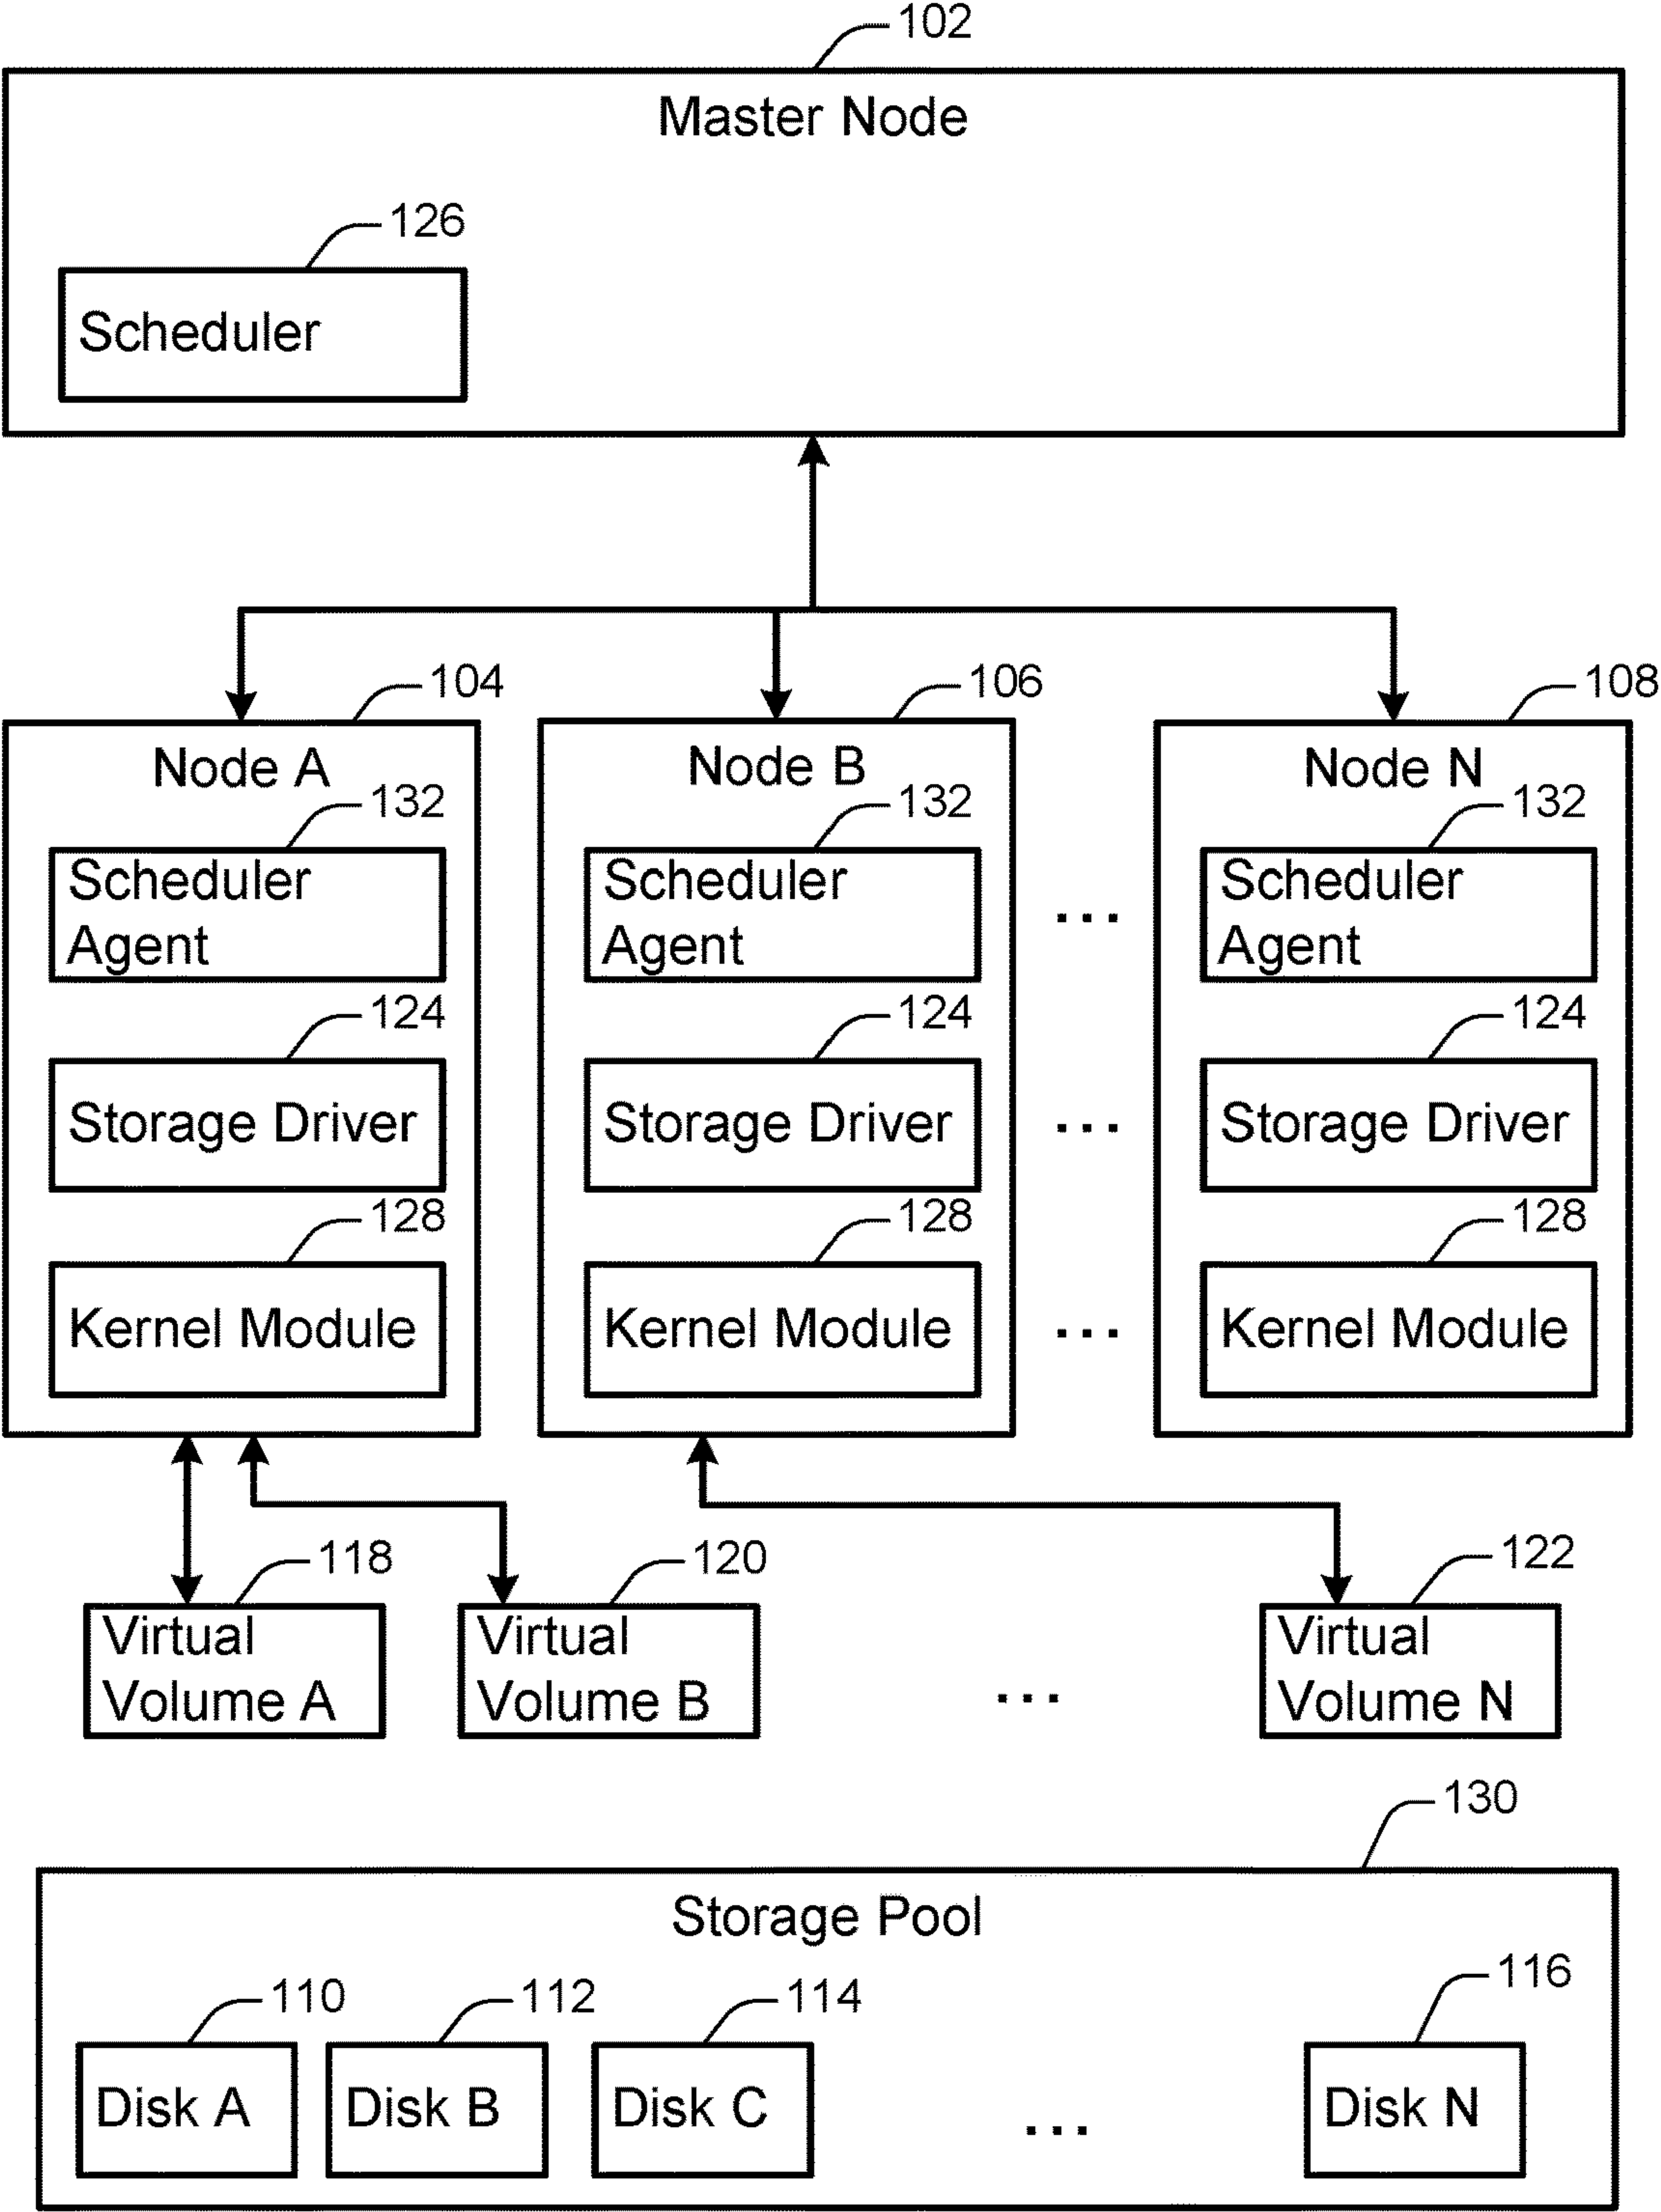 102
Master Node
126
Scheduler
104
106
108
Node A
Node B
Node N
132
132
132
Scheduler
Agent
Scheduler
Agent
...
Scheduler
Agent
124
124
124
Storage Driver
Storage Driver
...
Storage Driver
128
128
128
Kernel Module
Kernel Module
...
Kernel Module
118
120
122
Virtual
Volume A
Virtual
Volume B
...
Virtual
Volume N
130
Storage Pool
110
112
114
116
Disk A
Disk B
Disk C
...
Disk N